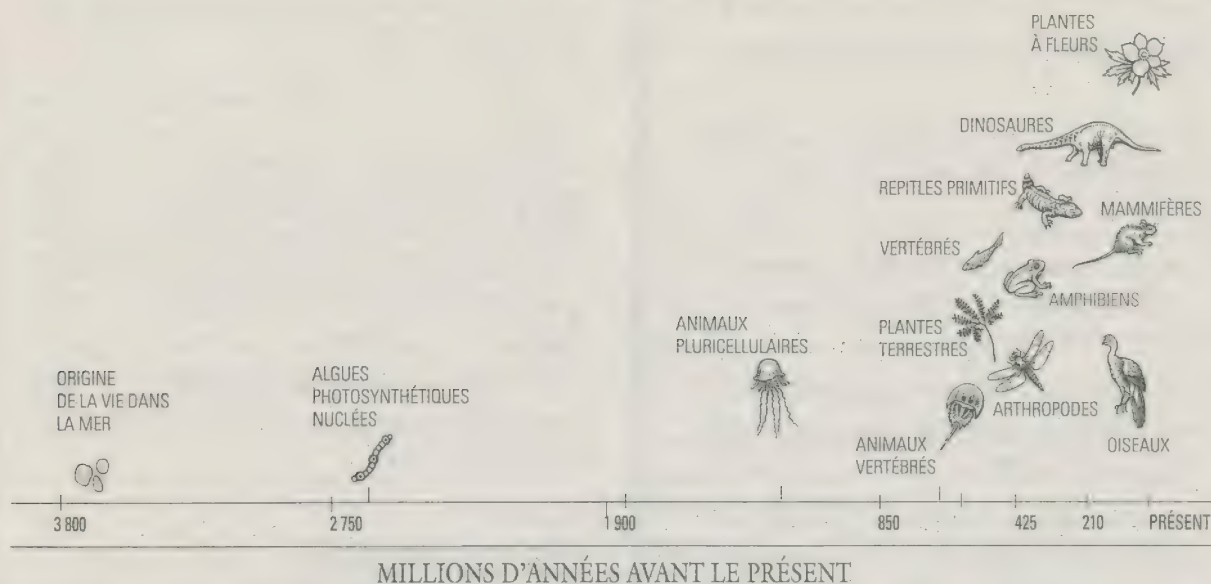 PLANTES
À FLEURS
DINOSAURES
REPITLES PRIMITIFS
MAMMIFÈRES
VERTÉBRÉS
AMPHIBIENS
ANIMAUX
PLURICELLULAIRES
PLANTES
TERRESTRES
ORIGINE
DE LA VIE DANS
LA MER
ALGUES
PHOTOSYNTHÉTIQUES
NUCLÉES
ARTHROPODES
ANIMAUX
VERTÉBRÉS
OISEAUX
3 800 2 750 1 900 850 425 210 PRÉSENT
MILLIONS D'ANNÉES AVANT LE PRÉSENT